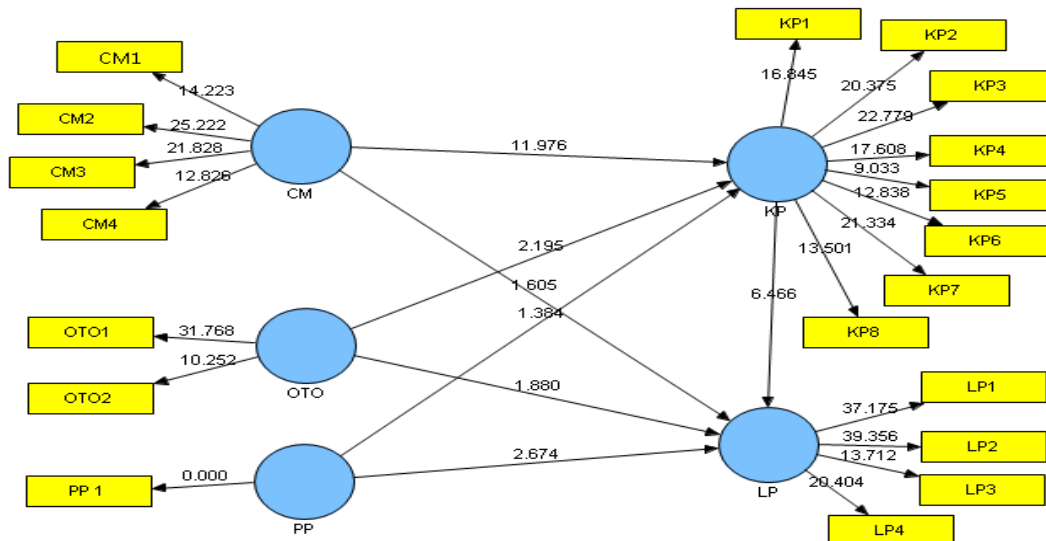 CM1
14.223
CM2
25.222
CM3
21.828
CM4
12.826
CM
11.976
1.605
OTO1
31.768
OTO2
10.252
OTO
2.195
1.880
PP 1
0.000
PP
1.384
2.674
KP1
16.845
KP2
20.375
KP3
22.779
KP4
17.608
KP5
9.033
KP6
12.838
KP7
21.334
KP8
13.501
KP
6.466
LP1
37.175
LP2
39.356
LP3
13.712
LP4
20.404
LP